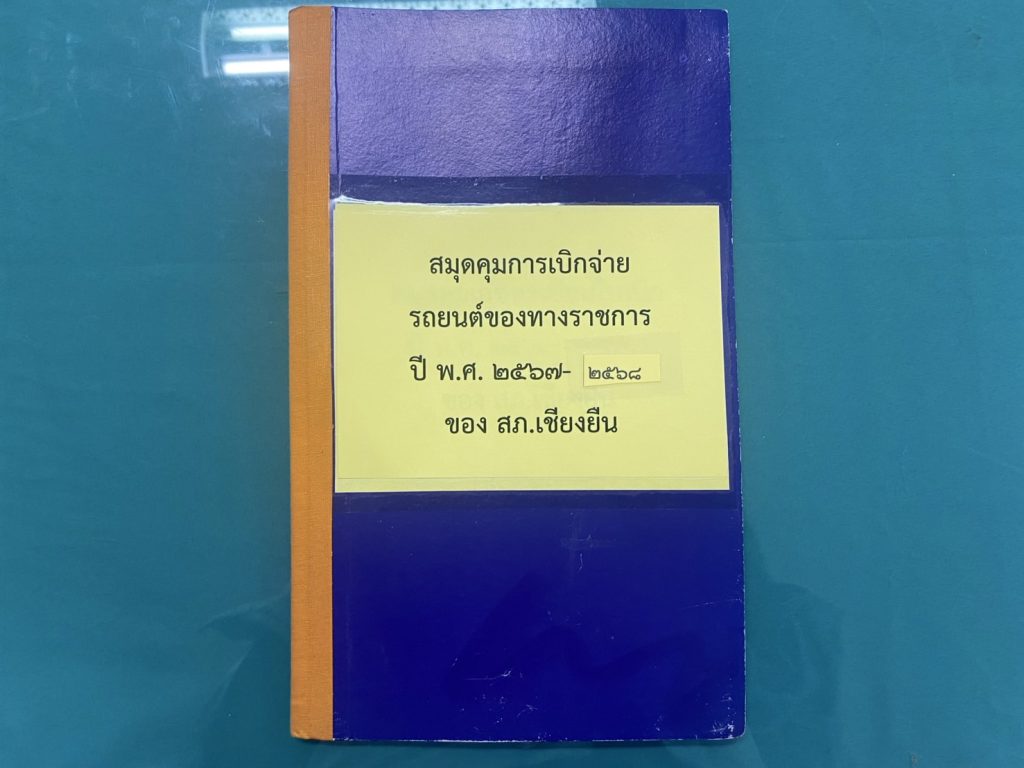 สมุดคุมการเบิกจ่าย
รถยนต์ของทางราชการ
ปี พ.ศ. ๒๕๖๗- ๒๕๖๘
ของ สภ.เชียงยืน